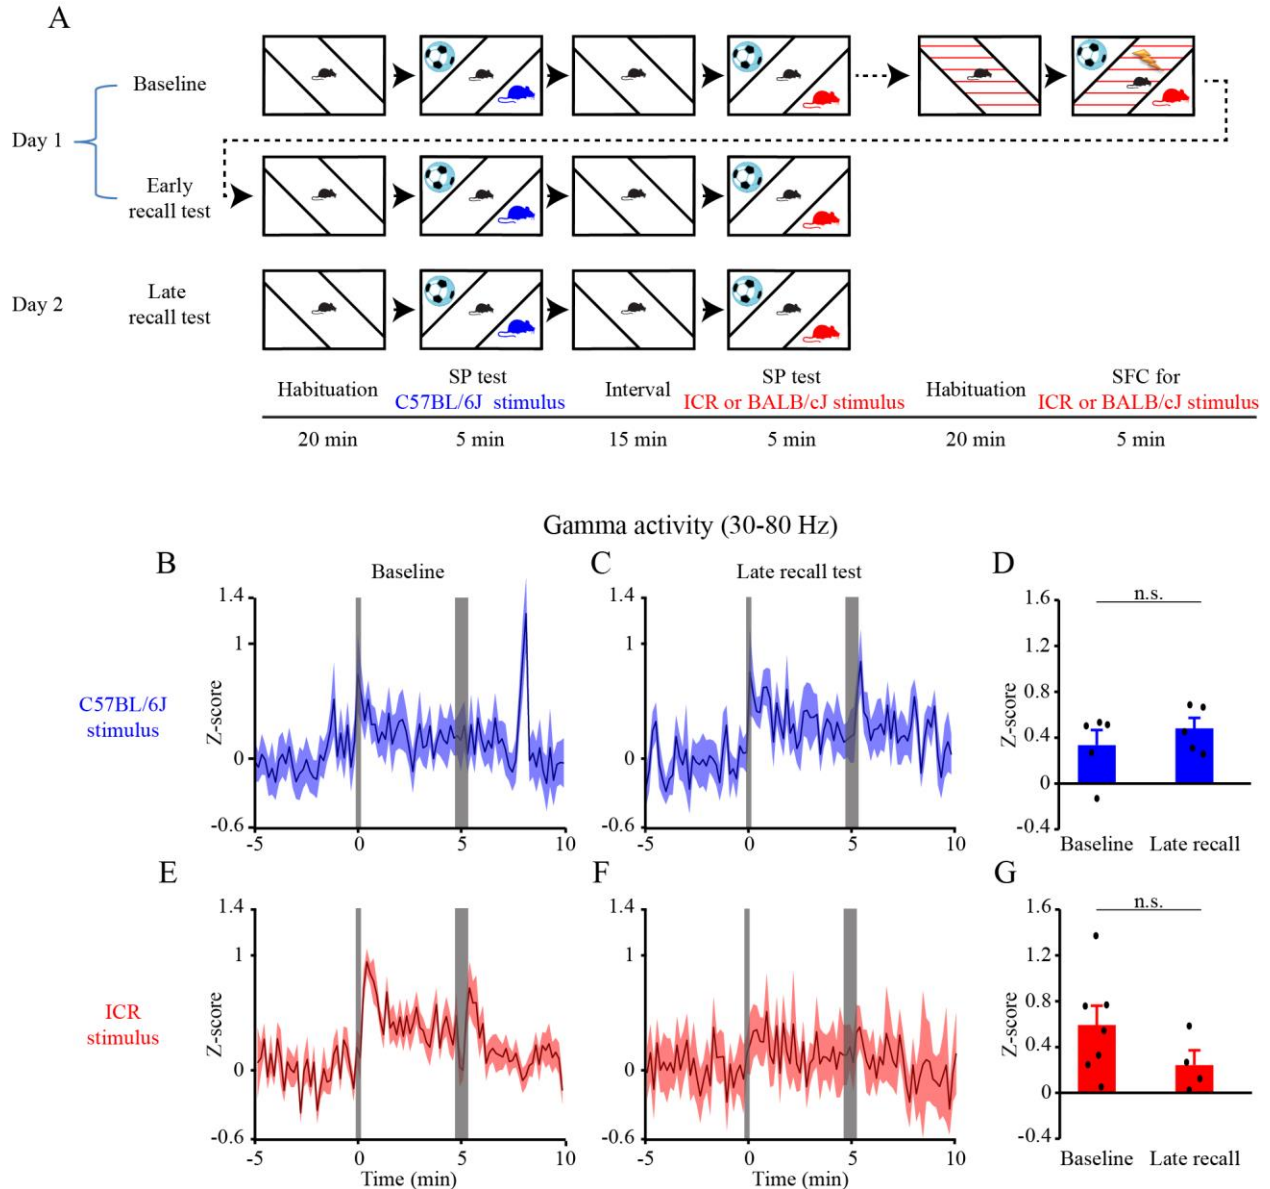 A
Baseline
Day 1
Early
recall test
Day 2
Late
recall test
Habituation
SP test
C57BL/6J stimulus
Interval
SP test
ICR or BALB/cJ stimulus
Habituation
SFC for
ICR or BALB/cJ stimulus
20 min
5 min
15 min
5 min
20 min
5 min
Gamma activity (30-80 Hz)
B
Baseline
C
Late recall test
D
C57BL/6J
stimulus
Z-score
1.4
1
0
-0.6
-5
0
5
10
1.4
1
0
-0.6
-5
0
5
10
Z-score
1.6
1.2
0.8
0.4
0
-0.4
n.s.
Baseline
Late recall
E
F
G
ICR
stimulus
Z-score
1.4
1
0
-0.6
-5
0
5
10
Time (min)
1.4
1
0
-0.6
-5
0
5
10
Time (min)
Z-score
1.6
1.2
0.8
0.4
0
-0.4
n.s.
Baseline
Late recall